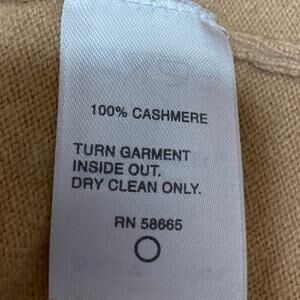 100% CASHMERE
TURN GARMENT
INSIDE OUT.
DRY CLEAN ONLY.
RN 58665